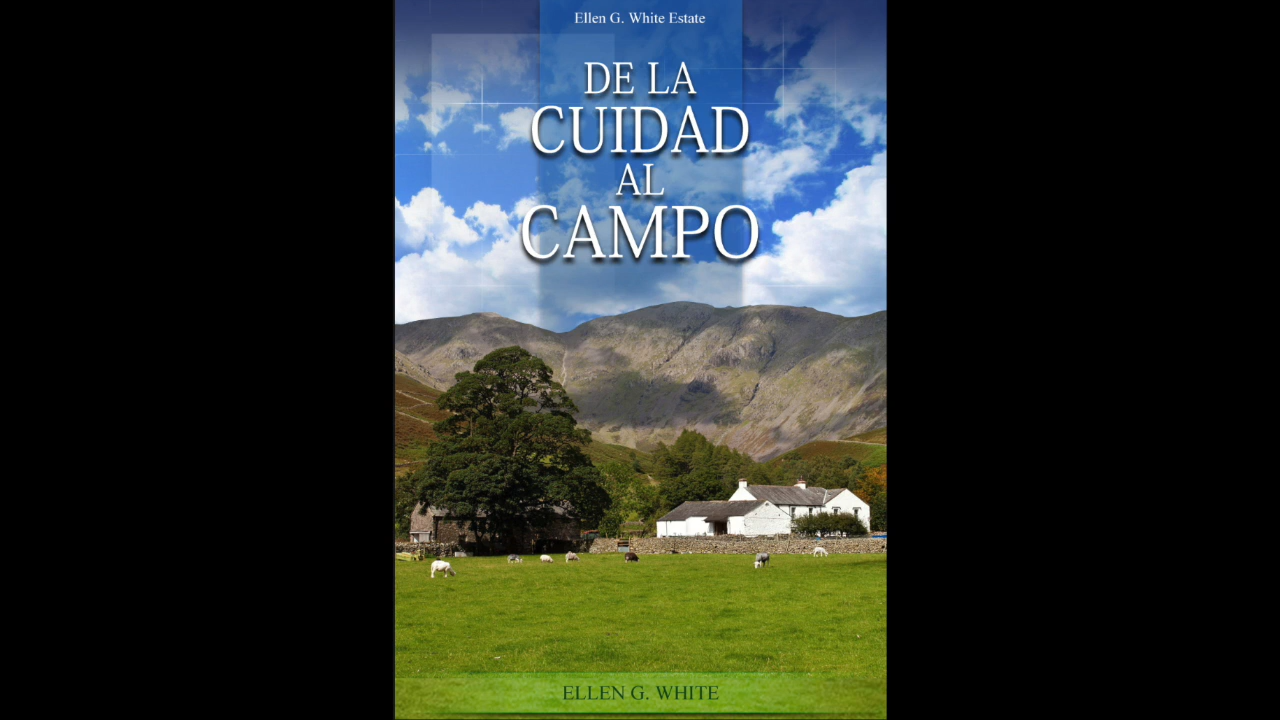 Ellen G. White Estate
DE LA
CUIDAD
AL
CAMPO
ELLEN G. WHITE